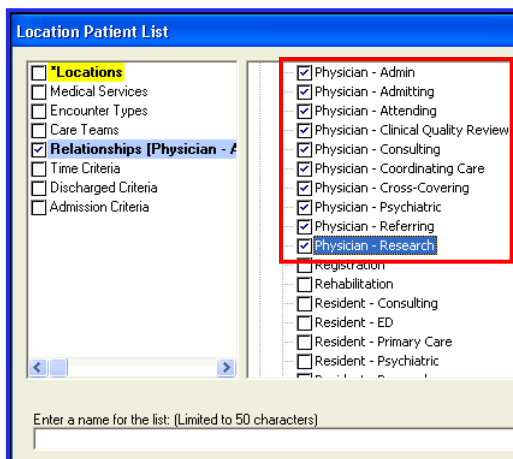 Location Patient List
*Locations
Medical Services
Encounter Types
Care Teams
Relationships [Physician - A
Time Criteria
Discharged Criteria
Admission Criteria
Physician - Admin
Physician - Admitting
Physician - Attending
Physician - Clinical Quality Review
Physician - Consulting
Physician - Coordinating Care
Physician - Cross-Covering
Physician - Psychiatric
Physician - Referring
Physician - Research
Registration
Rehabilitation
Resident - Consulting
Resident - ED
Resident - Primary Care
Resident - Psychiatric
Enter a name for the list: (Limited to 50 characters)